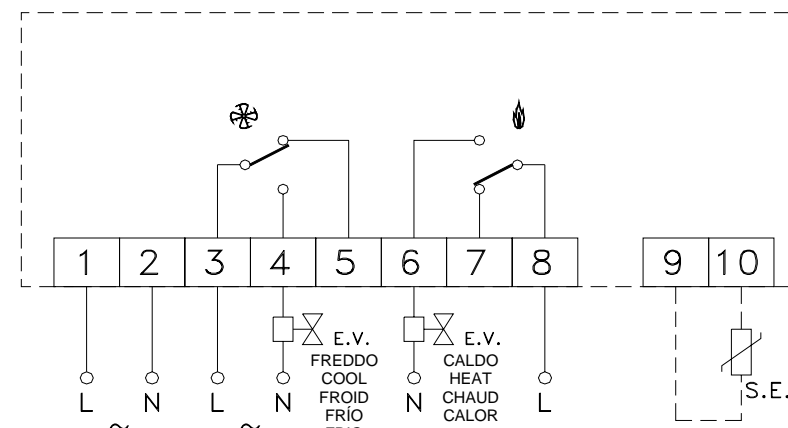 1 2 3 4 5 6 7 8 9 10
E.V. E.V.
FREDDO CALDO
COOL HEAT
FROID CHAUD
FRÍO CALOR
S.E.
L N L N N L